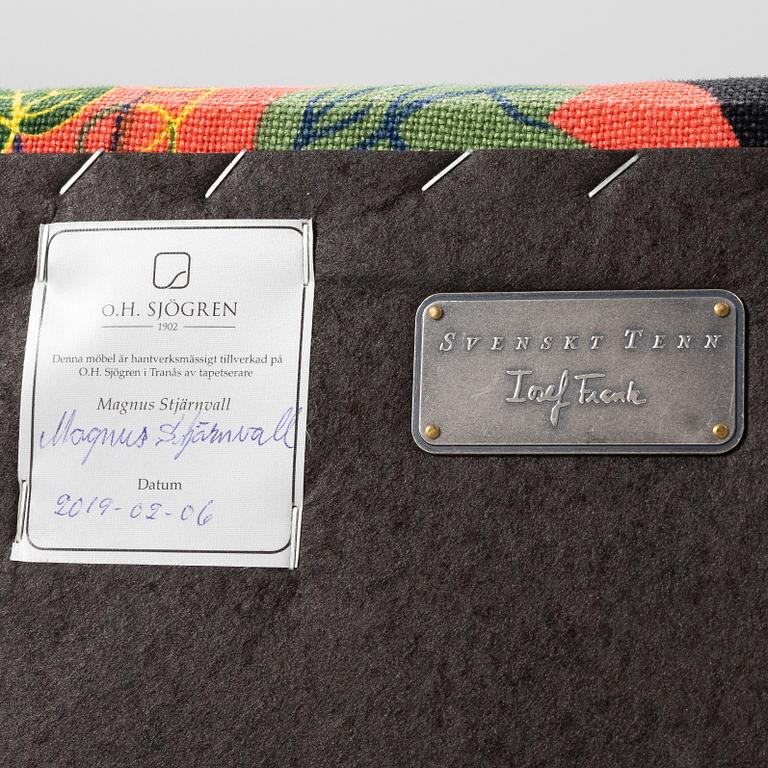 O.H. SJÖGREN
1902
Denna möbel är hantverksmässigt tillverkad på
O.H. Sjögren i Tranås av tapetserare
Magnus Stjärnvall
Magnus Stjärnvall
Datum
2019-02-06
SVENSKT TENN
Josef Frank